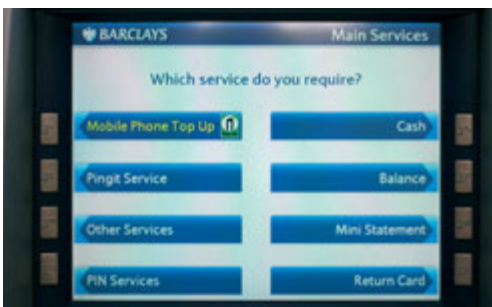 BARCLAYS
Main Services
Which service do you require?
Mobile Phone Top Up
Cash
Pingit Service
Balance
Other Services
Mini Statement
PIN Services
Return Card